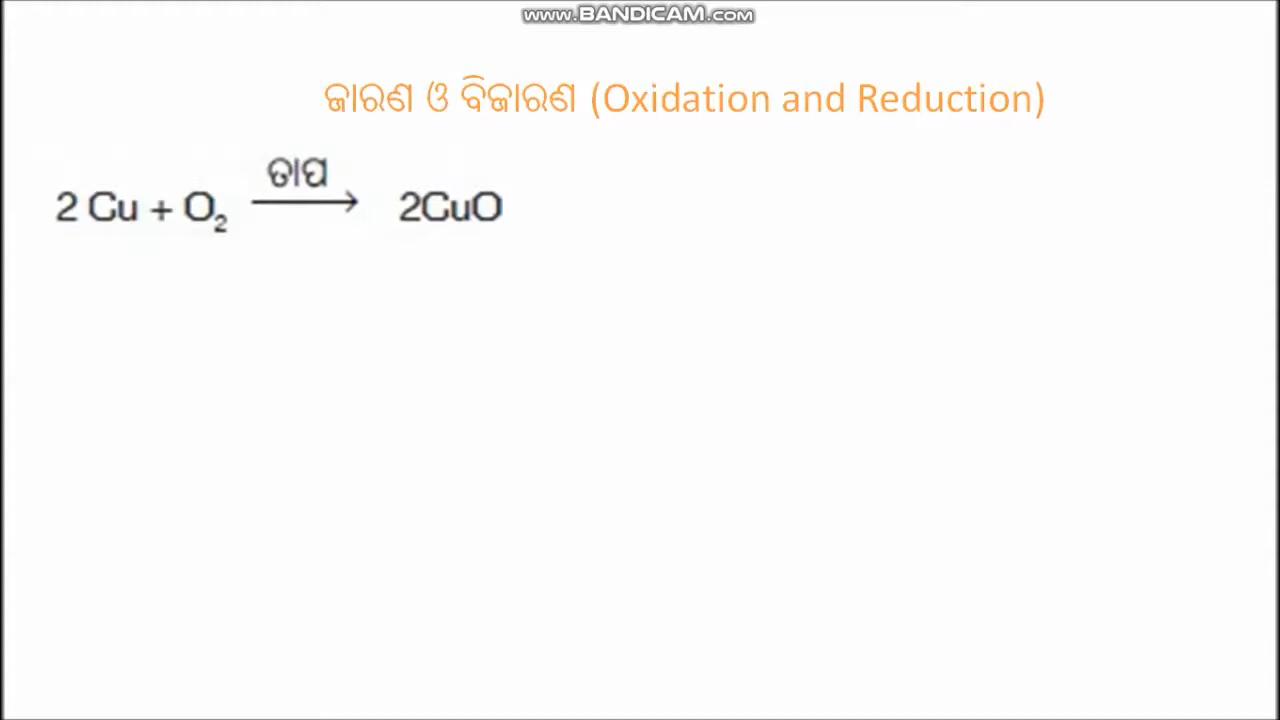 www.BANDICAM.com
ଜାରଣ ଓ ବିଜାରଣ (Oxidation and Reduction)
ତାପ
2 Cu + O₂ ⟶ 2CuO